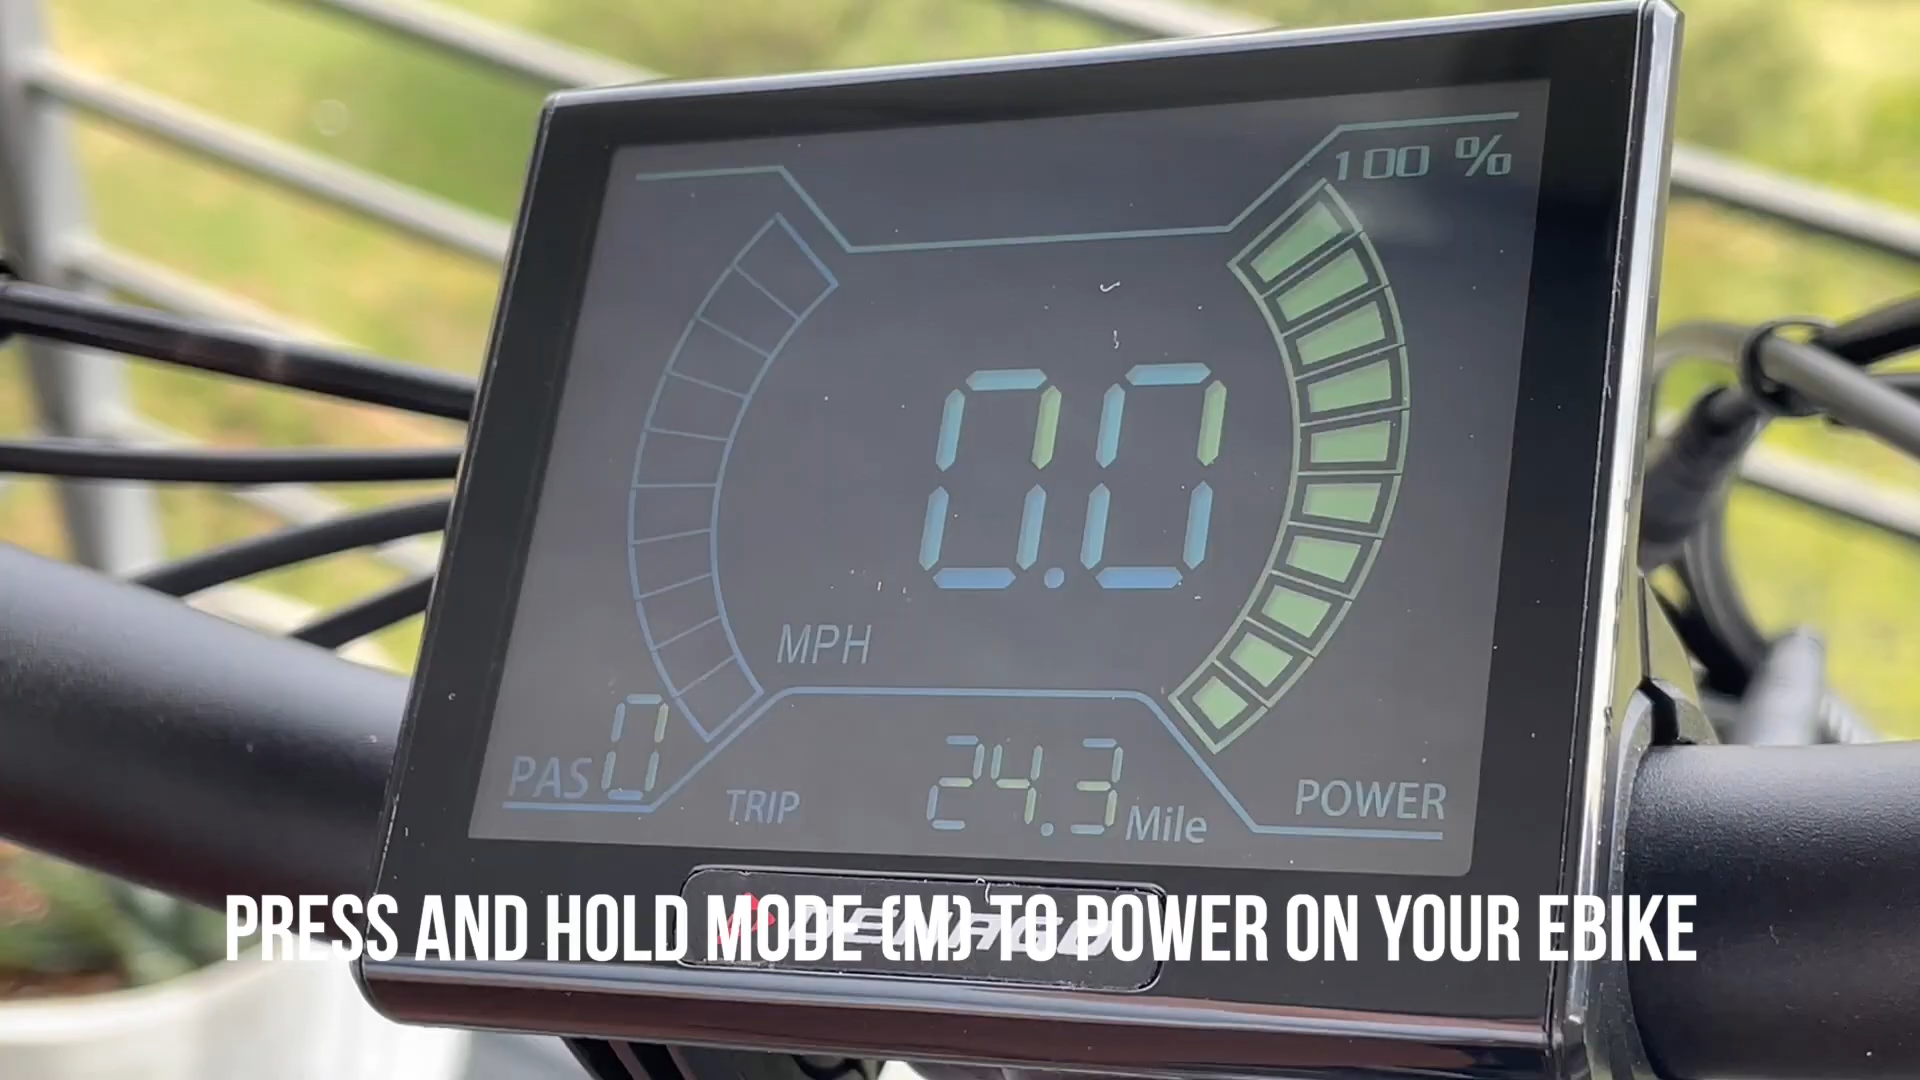 100 %
0.0
MPH
PAS 0
TRIP 24.3 Mile
POWER
PRESS AND HOLD MODE (M) TO POWER ON YOUR EBIKE